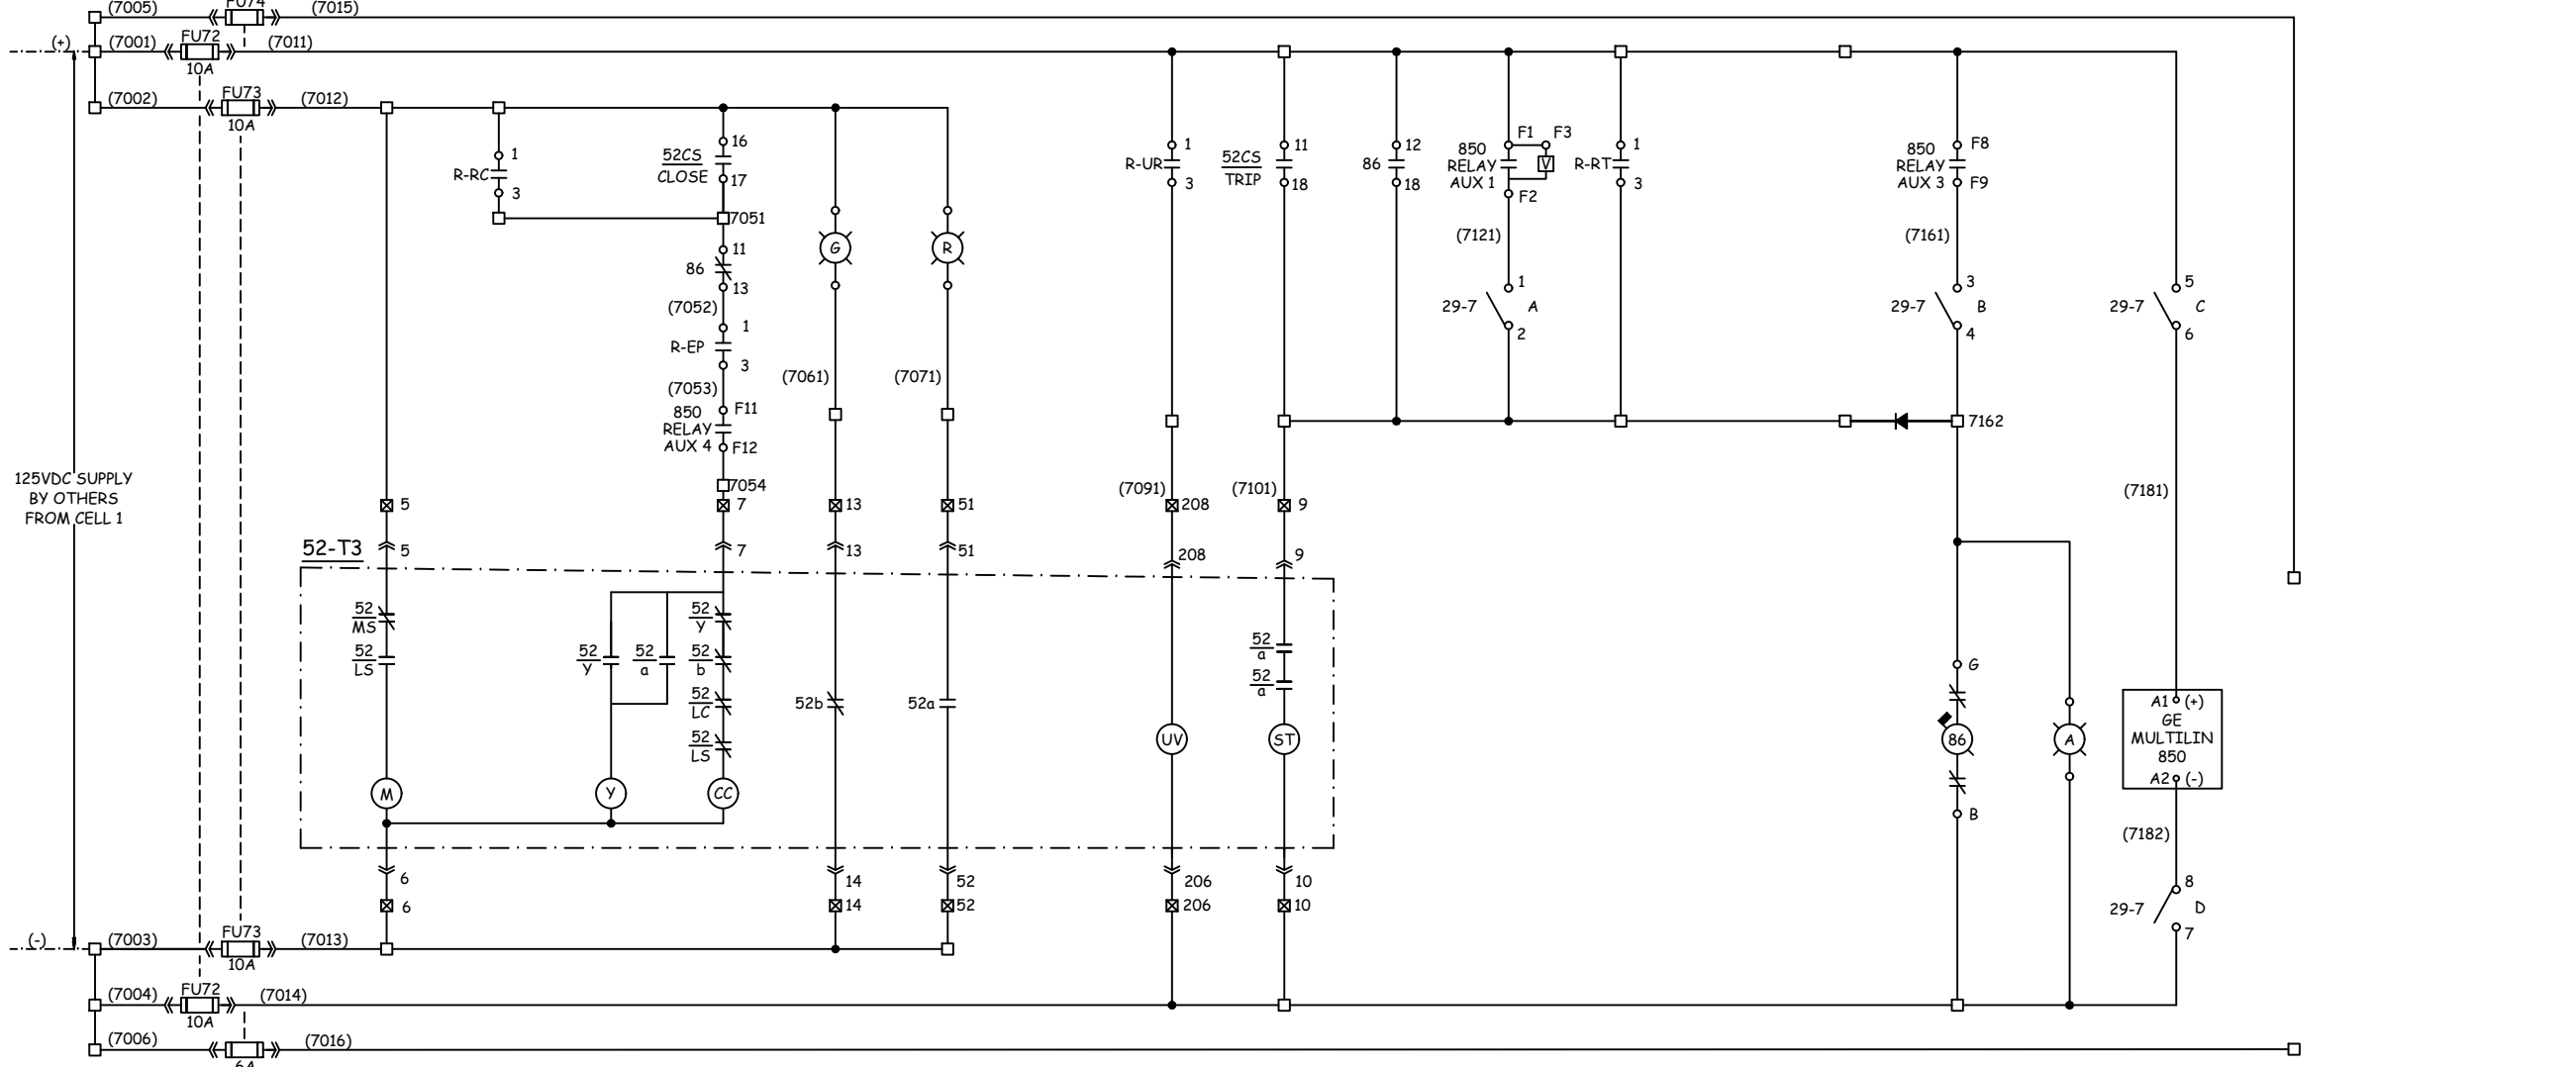 (7005)
FU74
(7015)
(+)
(7001)
FU72
10A
(7011)
(7002)
FU73
10A
(7012)
125VDC SUPPLY
BY OTHERS
FROM CELL 1
R-RC
1
3
52CS
CLOSE
16
17
7051
86
11
13
(7052)
R-EP
1
3
(7053)
850
RELAY
AUX 4
F11
F12
7054
G
R
(7061)
(7071)
R-UR
1
3
52CS
TRIP
11
18
86
12
18
850
RELAY
AUX 1
F1
F3
V
F2
(7121)
29-7
1
A
2
R-RT
1
3
850
RELAY
AUX 3
F8
F9
(7161)
29-7
3
B
4
29-7
5
C
6
7162
(7091)
(7101)
(7181)
5
7
13
51
208
9
52-T3
5
7
13
51
208
9
52
MS
52
LS
52
Y
52
a
52
Y
52
b
52
LC
52
LS
52b
52a
52
a
52
a
M
Y
CC
UV
ST
G
86
B
A
A1
(+)
GE
MULTILIN
850
A2
(-)
(7182)
29-7
8
D
7
6
14
52
206
10
6
14
52
206
10
(-)
(7003)
FU73
10A
(7013)
(7004)
FU72
10A
(7014)
(7006)
6A
(7016)